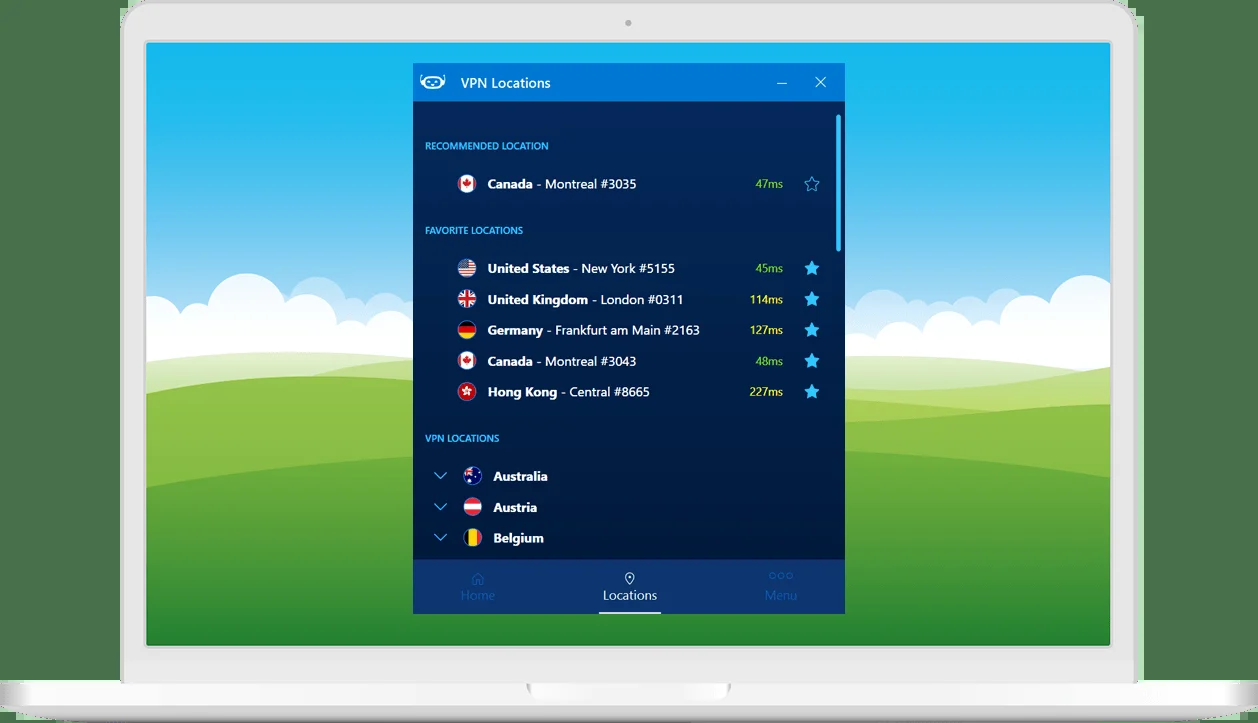 VPN Locations
RECOMMENDED LOCATION
Canada - Montreal #3035 47ms
FAVORITE LOCATIONS
United States - New York #5155 45ms
United Kingdom - London #0311 114ms
Germany - Frankfurt am Main #2163 127ms
Canada - Montreal #3043 48ms
Hong Kong - Central #8665 227ms
VPN LOCATIONS
Australia
Austria
Belgium
Home Locations Menu